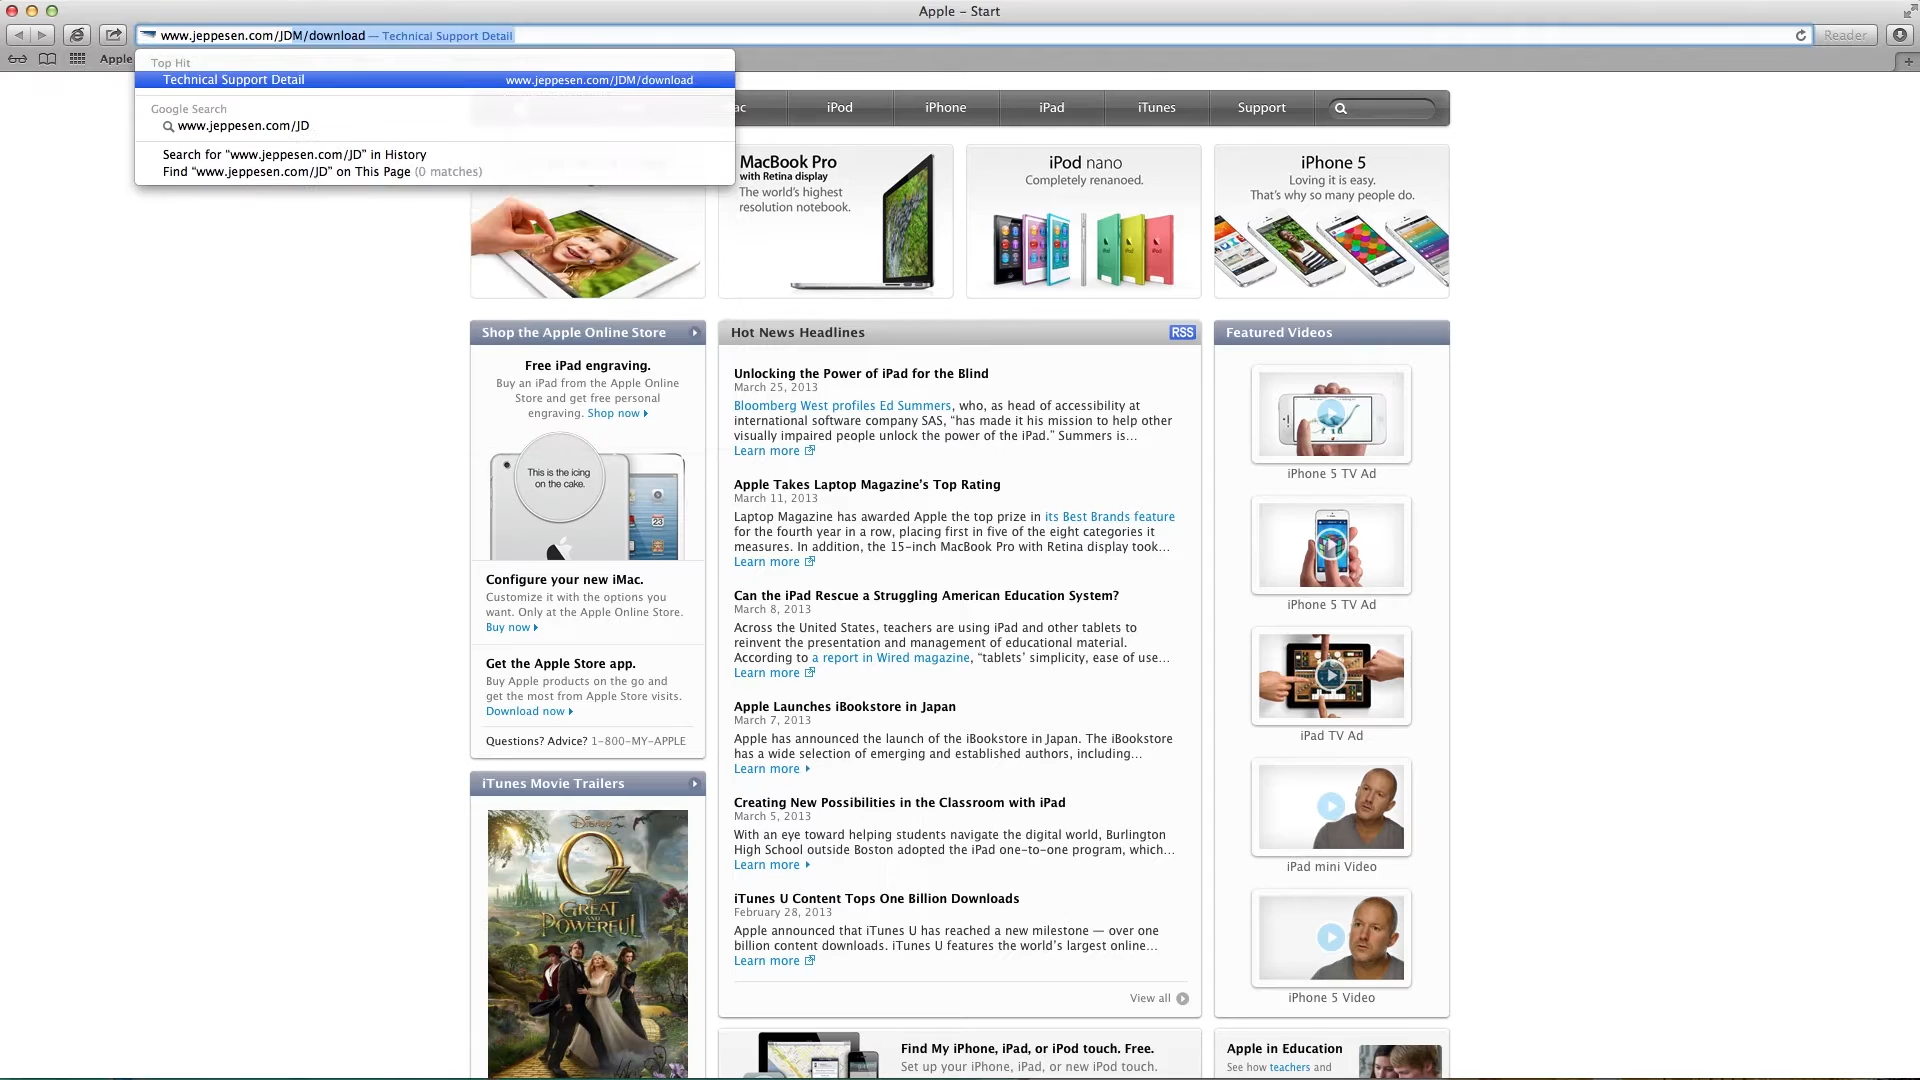 Apple – Start
www.jeppesen.com/JDM/download — Technical Support Detail
Reader
Apple
Top Hit
Technical Support Detail www.jeppesen.com/JDM/download
Google Search
www.jeppesen.com/JD
Search for “www.jeppesen.com/JD” in History
Find “www.jeppesen.com/JD” on This Page (0 matches)
ac iPod iPhone iPad iTunes Support
MacBook Pro
with Retina display
The world’s highest
resolution notebook.
iPod nano
Completely renanoed.
iPhone 5
Loving it is easy.
That’s why so many people do.
Shop the Apple Online Store
Free iPad engraving.
Buy an iPad from the Apple Online
Store and get free personal
engraving. Shop now
This is the icing
on the cake.
Configure your new iMac.
Customize it with the options you
want. Only at the Apple Online Store.
Buy now
Get the Apple Store app.
Buy Apple products on the go and
get the most from Apple Store visits.
Download now
Questions? Advice? 1-800-MY-APPLE
iTunes Movie Trailers
Disney
OZ
THE
GREAT
AND
POWERFUL
Hot News Headlines RSS
Unlocking the Power of iPad for the Blind
March 25, 2013
Bloomberg West profiles Ed Summers, who, as head of accessibility at
international software company SAS, “has made it his mission to help other
visually impaired people unlock the power of the iPad.” Summers is…
Learn more
Apple Takes Laptop Magazine’s Top Rating
March 11, 2013
Laptop Magazine has awarded Apple the top prize in its Best Brands feature
for the fourth year in a row, placing first in five of the eight categories it
measures. In addition, the 15-inch MacBook Pro with Retina display took…
Learn more
Can the iPad Rescue a Struggling American Education System?
March 8, 2013
Across the United States, teachers are using iPad and other tablets to
reinvent the presentation and management of educational material.
According to a report in Wired magazine, “tablets’ simplicity, ease of use…
Learn more
Apple Launches iBookstore in Japan
March 7, 2013
Apple has announced the launch of the iBookstore in Japan. The iBookstore
has a wide selection of emerging and established authors, including…
Learn more
Creating New Possibilities in the Classroom with iPad
March 5, 2013
With an eye toward helping students navigate the digital world, Burlington
High School outside Boston adopted the iPad one-to-one program, which…
Learn more
iTunes U Content Tops One Billion Downloads
February 28, 2013
Apple announced that iTunes U has reached a new milestone — over one
billion content downloads. iTunes U features the world’s largest online…
Learn more
View all
Featured Videos
iPhone 5 TV Ad
iPhone 5 TV Ad
iPad TV Ad
iPad mini Video
iPhone 5 Video
Find My iPhone, iPad, or iPod touch. Free.
Set up your iPhone, iPad, or new iPod touch.
Apple in Education
See how teachers and